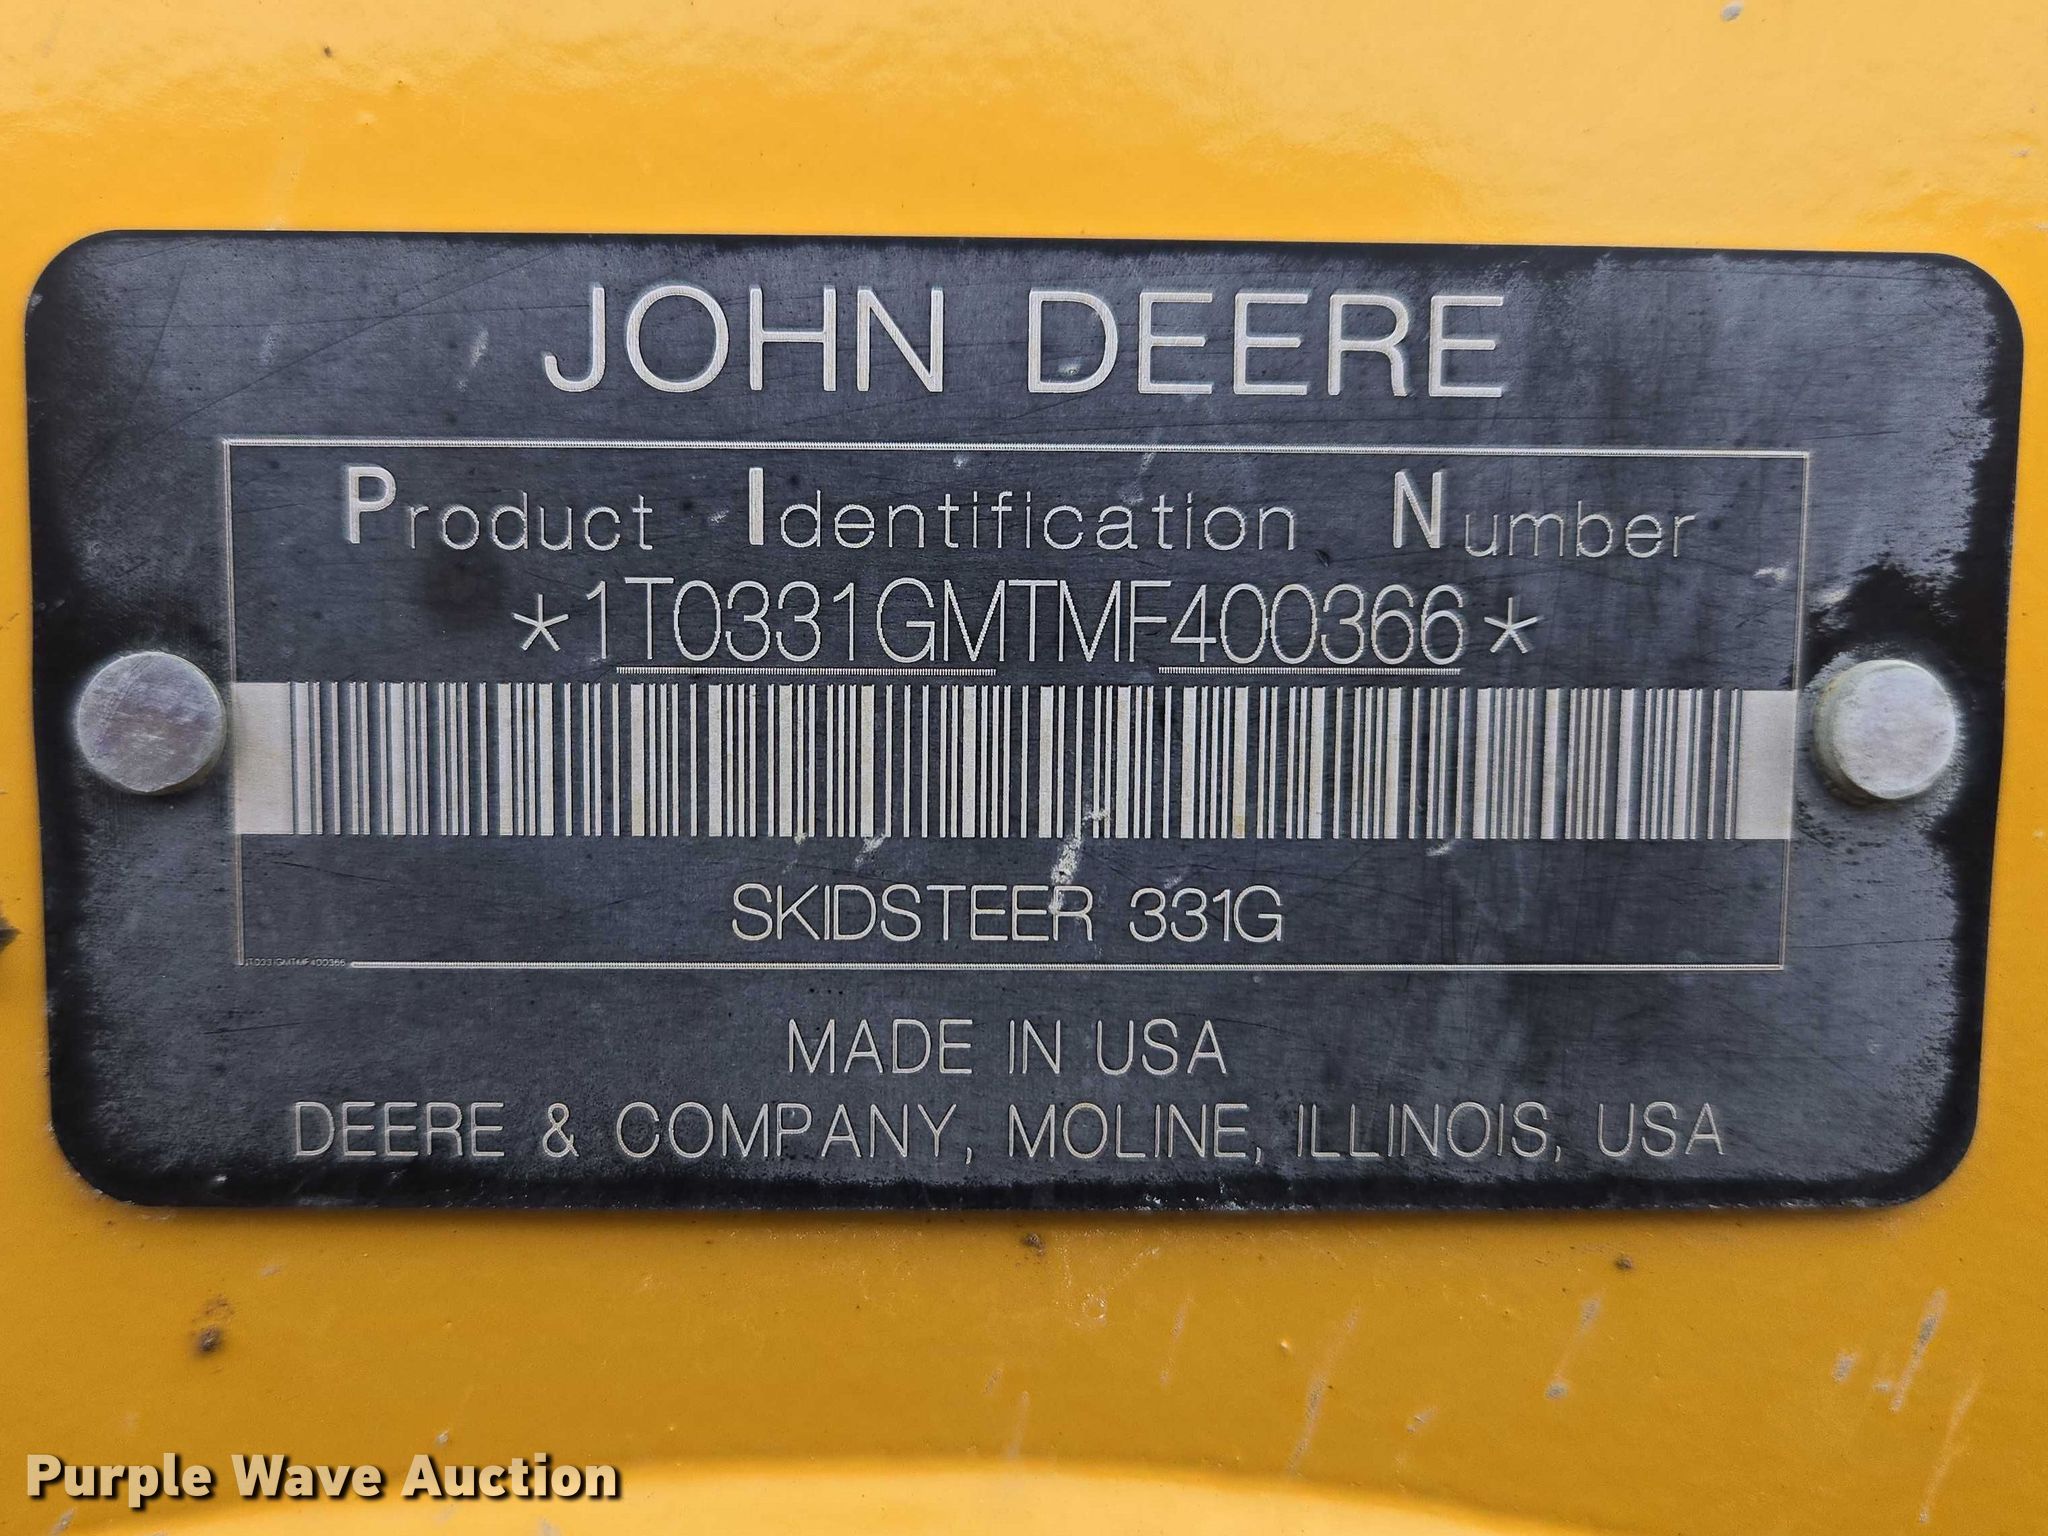 JOHN DEERE
Product Identification Number
*1T0331GMTMF400366*
SKIDSTEER 331G
1T0331GMTMF400366
MADE IN USA
DEERE & COMPANY, MOLINE, ILLINOIS, USA
Purple Wave Auction